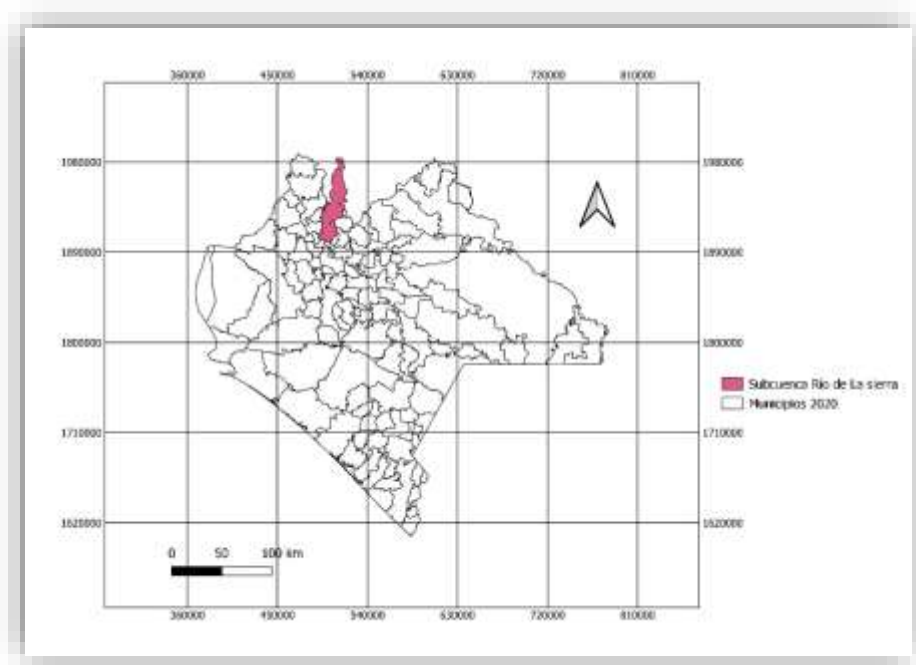 360000 450000 540000 630000 720000 810000
1980000 1980000
1890000 1890000
1800000 1800000
Subcuenca Río de La sierra
Municipios 2020
1710000 1710000
1620000 1620000
0 50 100 km
360000 450000 540000 630000 720000 810000